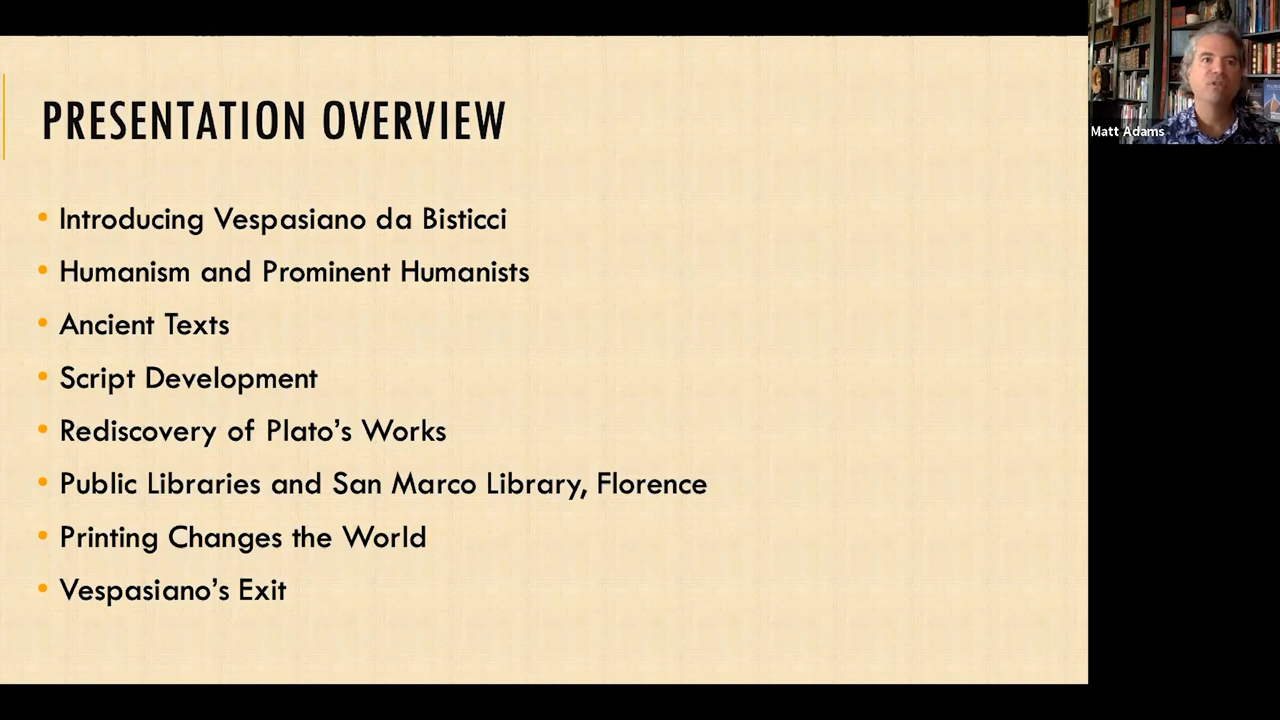 PRESENTATION OVERVIEW
• Introducing Vespasiano da Bisticci
• Humanism and Prominent Humanists
• Ancient Texts
• Script Development
• Rediscovery of Plato’s Works
• Public Libraries and San Marco Library, Florence
• Printing Changes the World
• Vespasiano’s Exit
Matt Adams